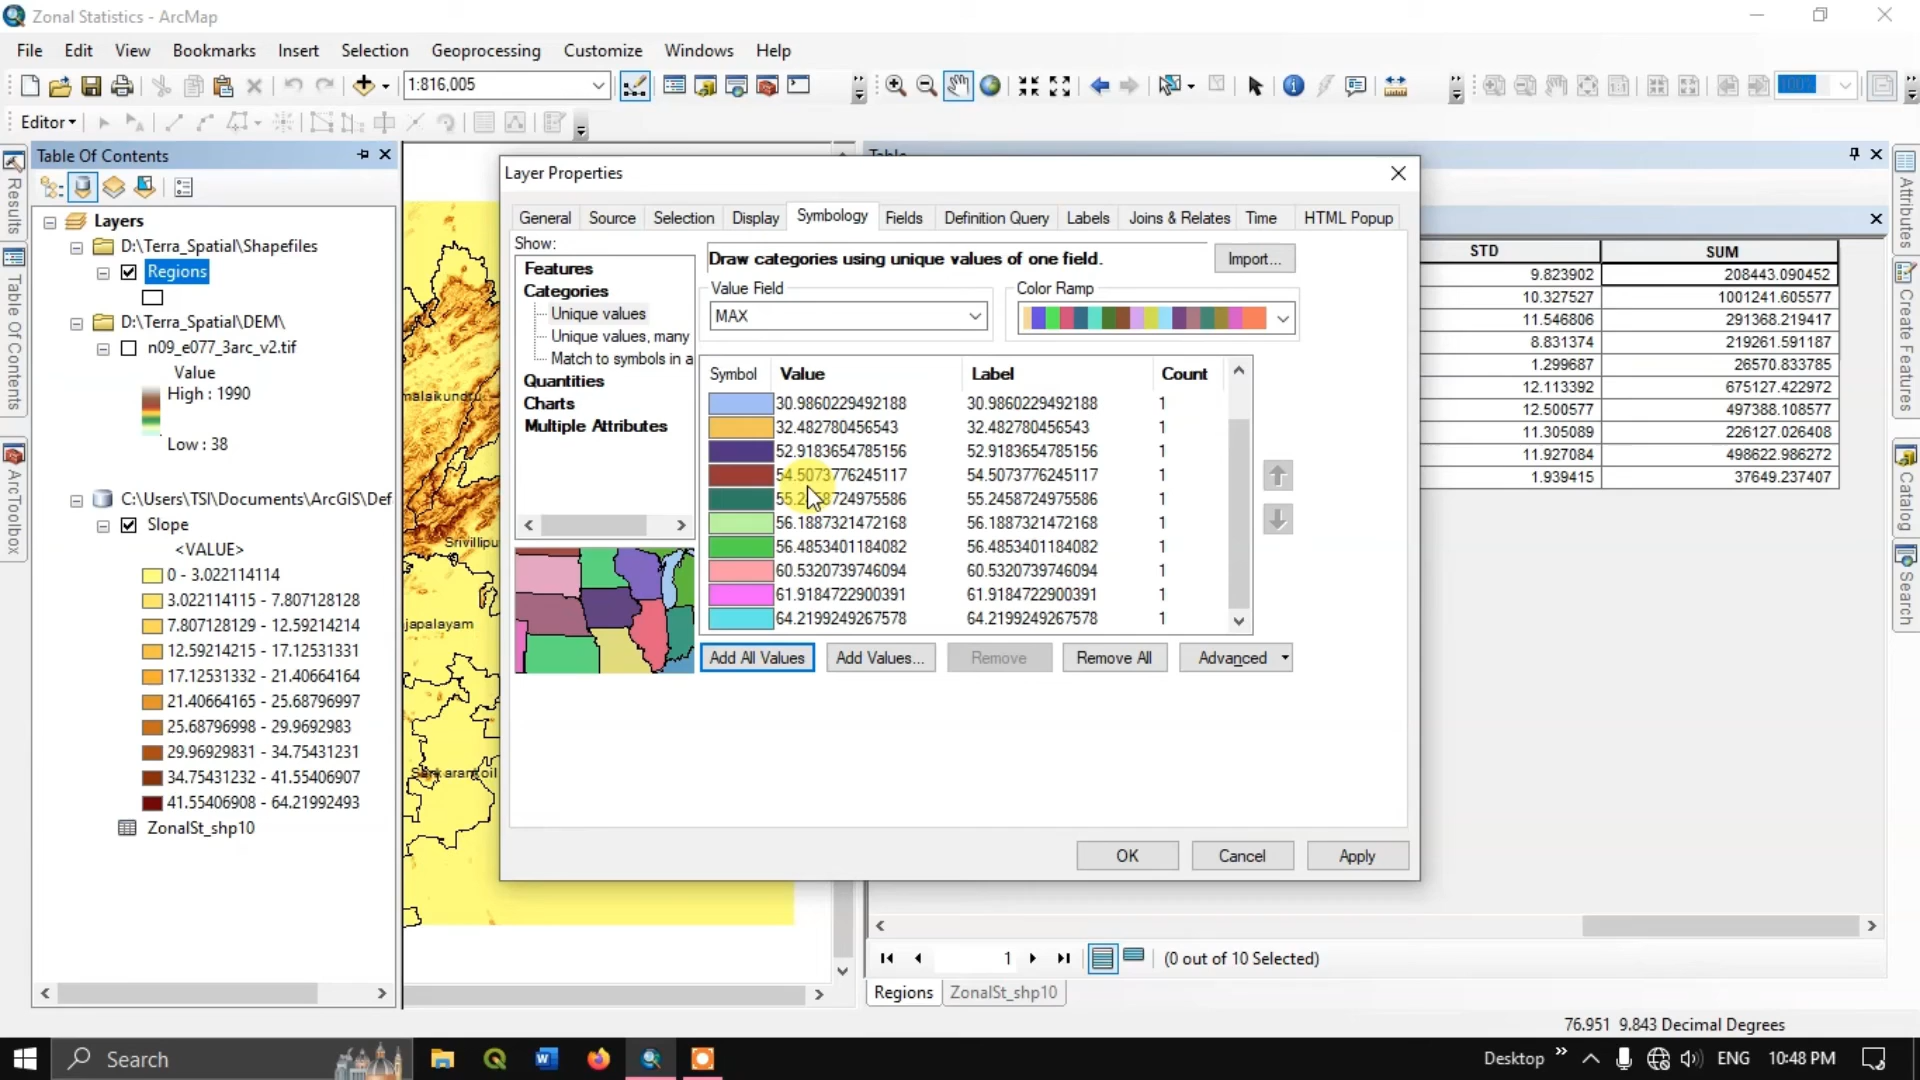 Zonal Statistics - ArcMap
File Edit View Bookmarks Insert Selection Geoprocessing Customize Windows Help
1:816,005
100%
Editor
Table Of Contents
Results
Table Of Contents
ArcToolbox
Layers
D:\Terra_Spatial\Shapefiles
Regions
D:\Terra_Spatial\DEM\
n09_e077_3arc_v2.tif
Value
High : 1990
Low : 38
C:\Users\TSI\Documents\ArcGIS\Def
Slope
<VALUE>
0 - 3.022114114
3.022114115 - 7.807128128
7.807128129 - 12.59214214
12.59214215 - 17.12531331
17.12531332 - 21.40664164
21.40664165 - 25.68796997
25.68796998 - 29.9692983
29.96929831 - 34.75431231
34.75431232 - 41.55406907
41.55406908 - 64.21992493
ZonalSt_shp10
Srivilliputt
Layer Properties
General Source Selection Display Symbology Fields Definition Query Labels Joins & Relates Time HTML Popup
Show:
Features
Categories
Unique values
Unique values, many
Match to symbols in a
Quantities
Charts
Multiple Attributes
Draw categories using unique values of one field.
Import...
Value Field
MAX
Color Ramp
Symbol Value Label Count
30.9860229492188 30.9860229492188 1
32.482780456543 32.482780456543 1
52.9183654785156 52.9183654785156 1
54.5073776245117 54.5073776245117 1
55.2458724975586 55.2458724975586 1
56.1887321472168 56.1887321472168 1
56.4853401184082 56.4853401184082 1
60.5320739746094 60.5320739746094 1
61.9184722900391 61.9184722900391 1
64.2199249267578 64.2199249267578 1
Add All Values Add Values... Remove Remove All Advanced
OK Cancel Apply
Table
STD SUM
9.823902 208443.090452
10.327527 1001241.605577
11.546806 291368.219417
8.831374 219261.591187
1.299687 26570.833785
12.113392 675127.422972
12.500577 497388.108577
11.305089 226127.026408
11.927084 498622.986272
1.939415 37649.237407
1
(0 out of 10 Selected)
Regions ZonalSt_shp10
Attributes
Create Features
Catalog
Search
76.951 9.843 Decimal Degrees
Search
Desktop ENG 10:48 PM